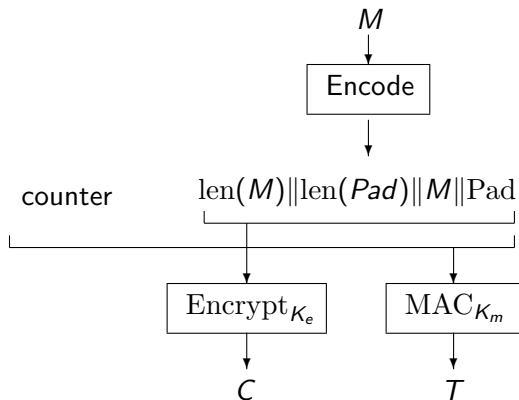 M
Encode
counter len(M)‖len(Pad)‖M‖Pad
Encrypt_{K_e} MAC_{K_m}
C T